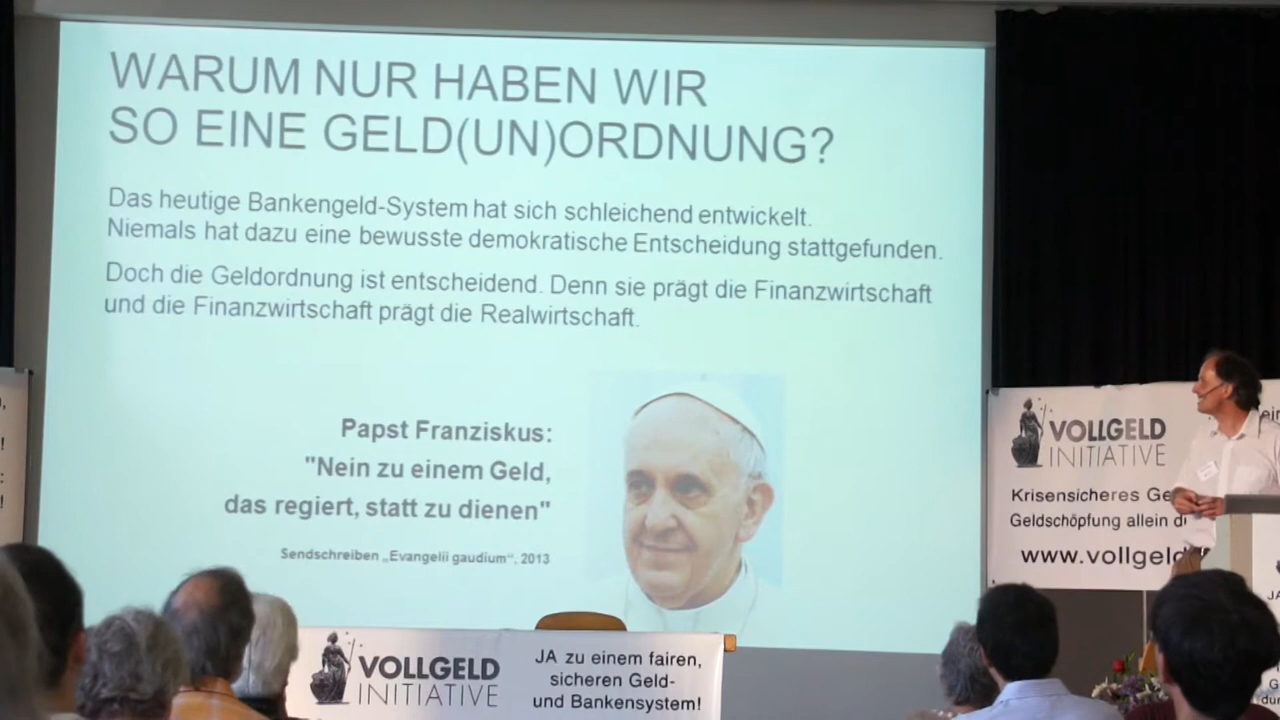 WARUM NUR HABEN WIR
SO EINE GELD(UN)ORDNUNG?
Das heutige Bankengeld-System hat sich schleichend entwickelt.
Niemals hat dazu eine bewusste demokratische Entscheidung stattgefunden.
Doch die Geldordnung ist entscheidend. Denn sie prägt die Finanzwirtschaft
und die Finanzwirtschaft prägt die Realwirtschaft.
Papst Franziskus:
"Nein zu einem Geld,
das regiert, statt zu dienen"
Sendschreiben „Evangelii gaudium“, 2013
VOLLGELD
INITIATIVE
Krisensicheres Ge
Geldschöpfung allein d
www.vollgeld
VOLLGELD
INITIATIVE
JA zu einem fairen,
sicheren Geld-
und Bankensystem!